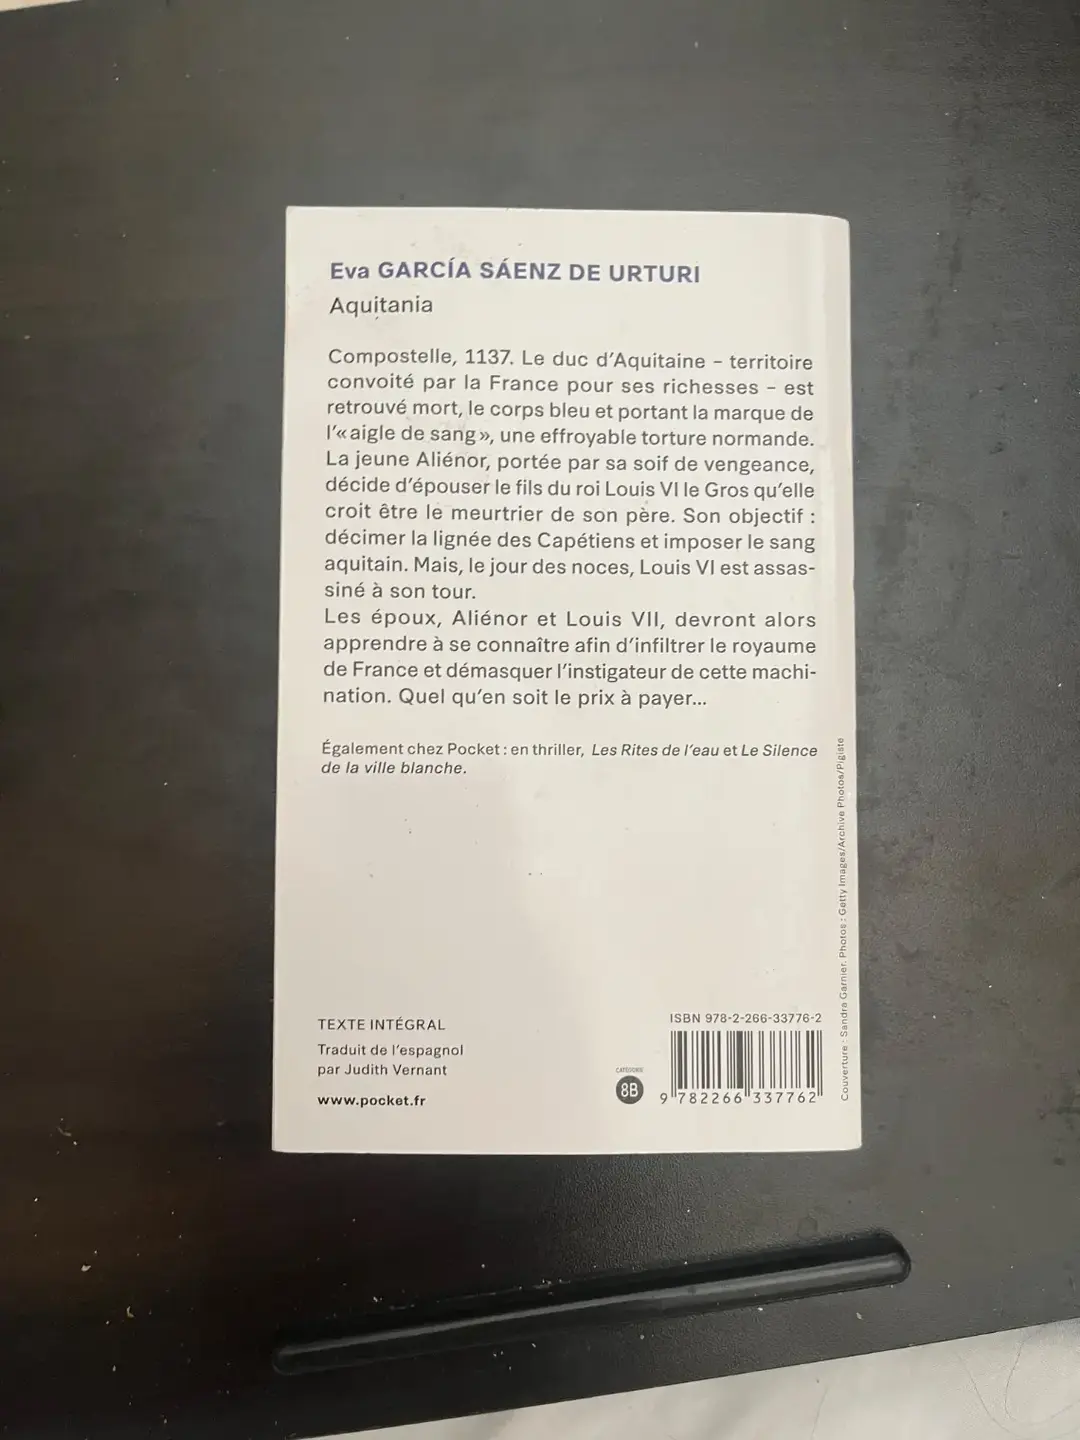 Eva GARCÍA SÁENZ DE URTURI
Aquitania
Compostelle, 1137. Le duc d'Aquitaine – territoire
convoité par la France pour ses richesses – est
retrouvé mort, le corps bleu et portant la marque de
l'« aigle de sang », une effroyable torture normande.
La jeune Aliénor, portée par sa soif de vengeance,
décide d'épouser le fils du roi Louis VI le Gros qu'elle
croit être le meurtrier de son père. Son objectif :
décimer la lignée des Capétiens et imposer le sang
aquitain. Mais, le jour des noces, Louis VI est assas-
siné à son tour.
Les époux, Aliénor et Louis VII, devront alors
apprendre à se connaître afin d'infiltrer le royaume
de France et démasquer l'instigateur de cette machi-
nation. Quel qu'en soit le prix à payer...
Également chez Pocket : en thriller, Les Rites de l'eau et Le Silence
de la ville blanche.
TEXTE INTÉGRAL
Traduit de l'espagnol
par Judith Vernant
www.pocket.fr
CATÉGORIE
8B
ISBN 978-2-266-33776-2
9 782266 337762
Couverture : Sandra Garnier. Photos : Getty Images/Archive Photos/Pigiste